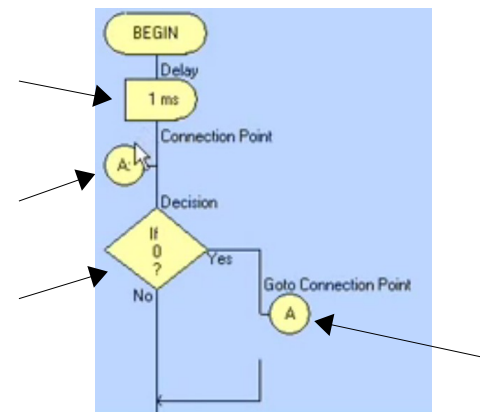 BEGIN
Delay
1 ms
Connection Point
A:
Decision
If
0
?
Yes
No
Goto Connection Point
A